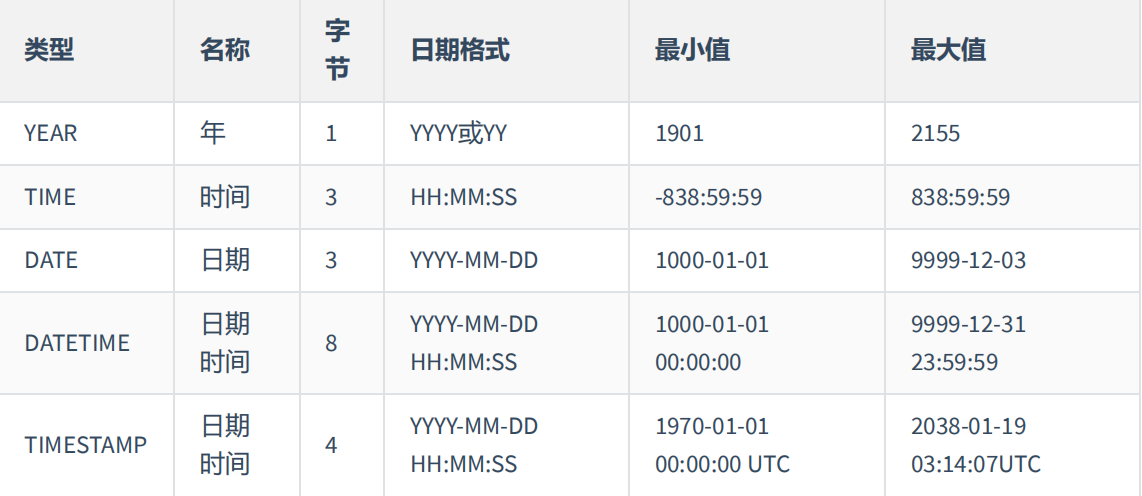 类型 名称 字节 日期格式 最小值 最大值
YEAR 年 1 YYYY或YY 1901 2155
TIME 时间 3 HH:MM:SS -838:59:59 838:59:59
DATE 日期 3 YYYY-MM-DD 1000-01-01 9999-12-03
DATETIME 日期 8 YYYY-MM-DD 1000-01-01 9999-12-31
时间 HH:MM:SS 00:00:00 23:59:59
TIMESTAMP 日期 4 YYYY-MM-DD 1970-01-01 2038-01-19
时间 HH:MM:SS 00:00:00 UTC 03:14:07UTC